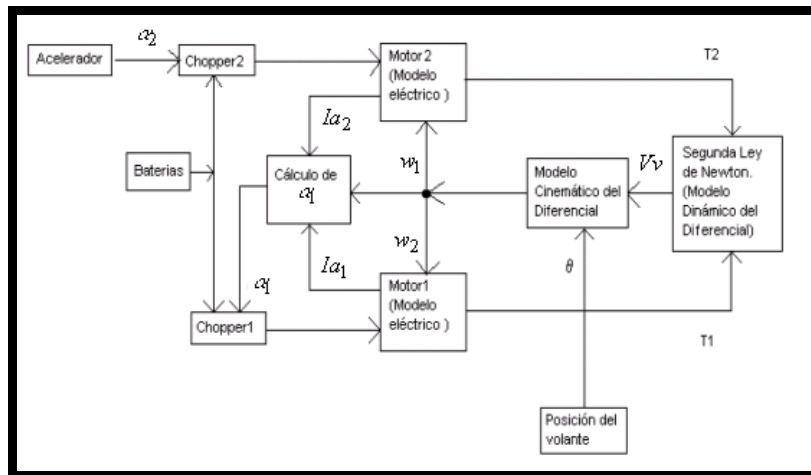 α2
Acelerador
Chopper2
Motor2
(Modelo
eléctrico )
T2
Ia2
Baterias
Cálculo de
α1
w1
Modelo
Cinemático del
Diferencial
Vv
Segunda Ley
de Newton.
(Modelo
Dinámico del
Diferencial)
w2
θ
Ia1
α1
Motor1
(Modelo
eléctrico )
Chopper1
T1
Posición del
volante